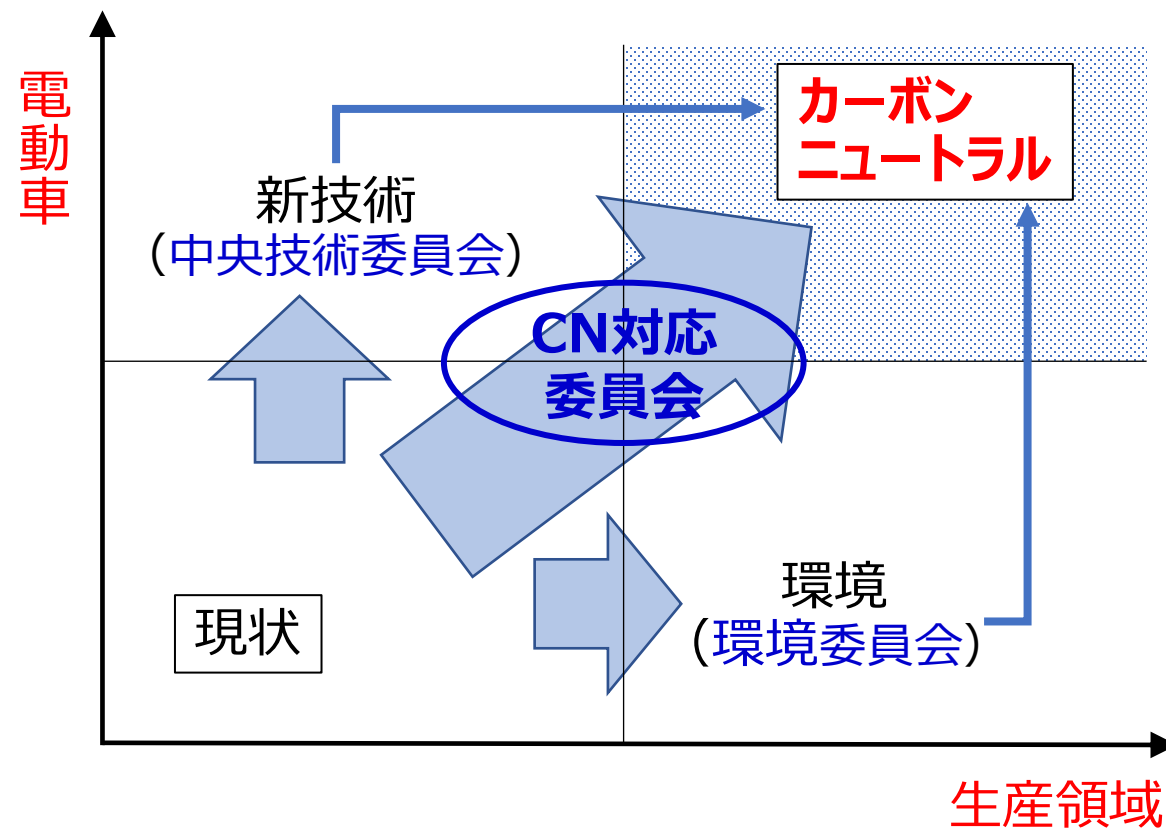 電動車
カーボン
ニュートラル
新技術
（中央技術委員会）
CN対応
委員会
環境
（環境委員会）
現状
生産領域